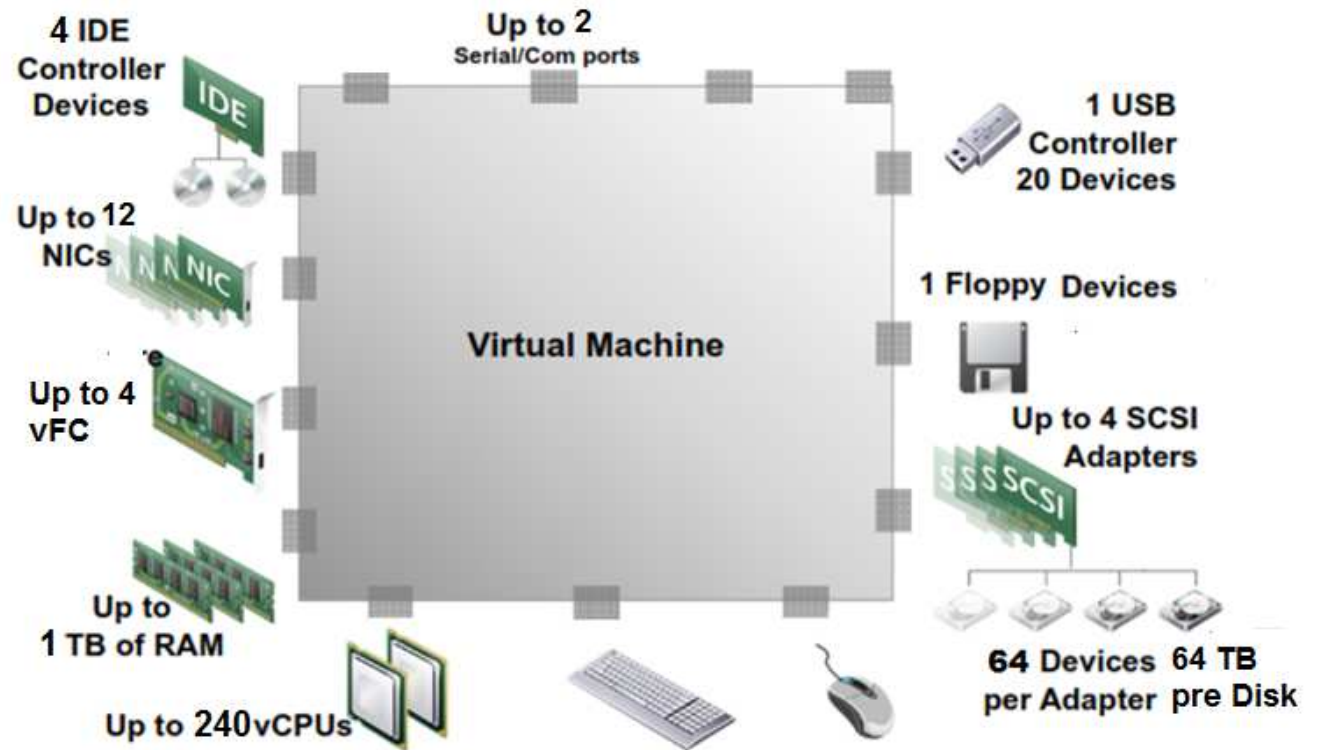 4 IDE
Controller
Devices
IDE
Up to 2
Serial/Com ports
1 USB
Controller
20 Devices
Up to 12
NICs
N N N NIC
1 Floppy Devices
Virtual Machine
e
Up to 4
vFC
Up to 4 SCSI
Adapters
S S S SCSI
Up to
1 TB of RAM
64 Devices 64 TB
per Adapter pre Disk
Up to 240 vCPUs